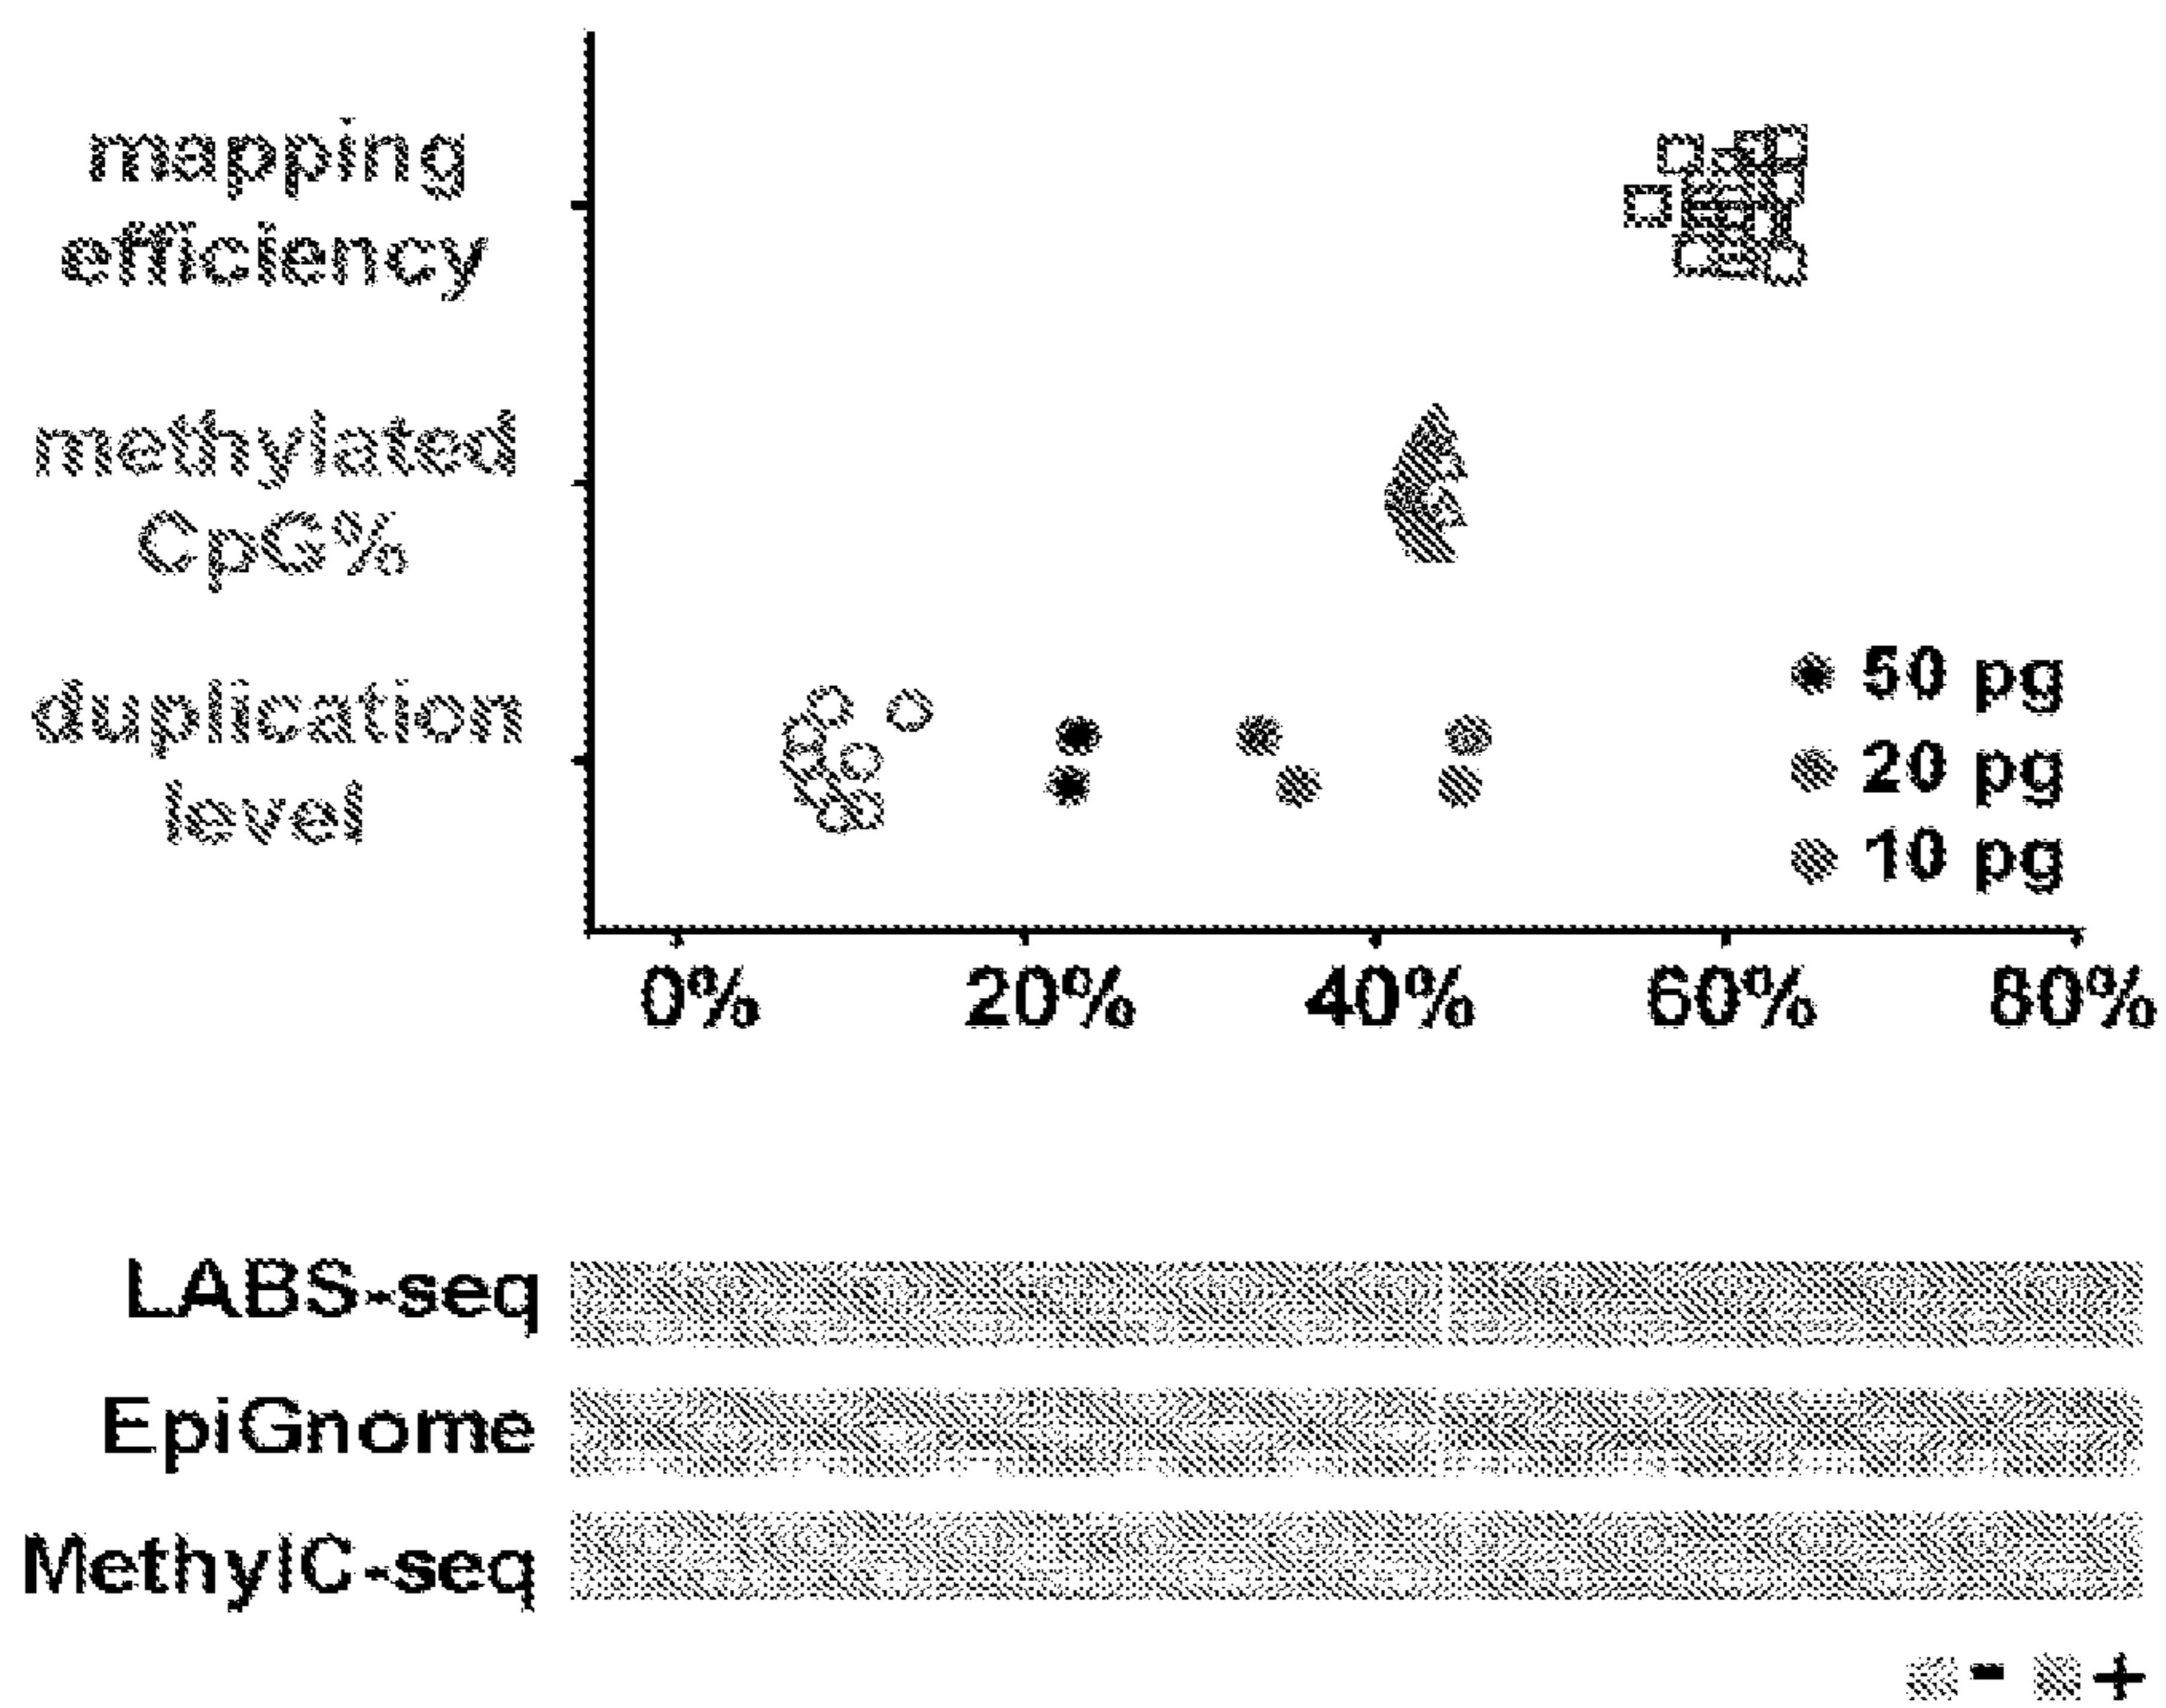 mapping
efficiency
methylated
CpG%
duplication
level
50 pg
20 pg
10 pg
0% 20% 40% 60% 80%
LABS-seq
EpiGnome
MethylC-seq
- +